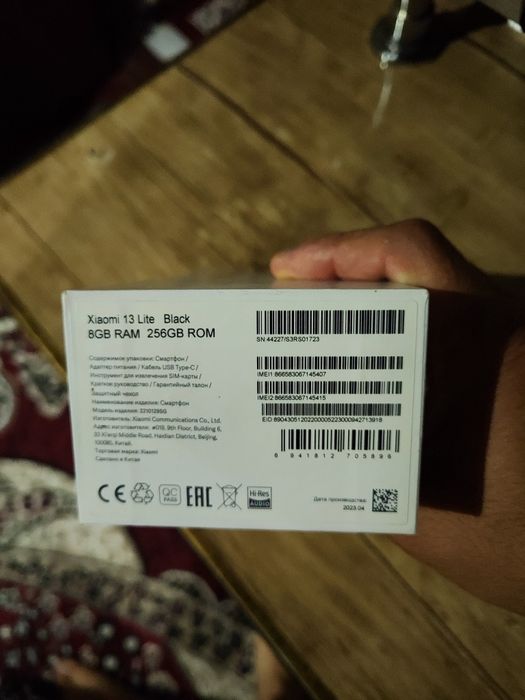 Xiaomi 13 Lite Black
8GB RAM 256GB ROM
Содержимое упаковки: Смартфон /
Адаптер питания / Кабель USB Type-C /
Инструмент для извлечения SIM-карты /
Краткое руководство / Гарантийный талон /
Защитный чехол
Наименование изделия: Смартфон
Модель изделия: 2210129SG
Изготовитель: Xiaomi Communications Co., Ltd.
Адрес изготовителя: #019, 9th Floor, Building 6,
33 Xi'erqi Middle Road, Haidian District, Beijing,
100085, Китай.
Торговая марка: Xiaomi
Сделано в Китае
SN:44227/S3RS01723
IMEI1:866583067145407
IMEI2:866583067145415
EID:89043051202200005223000942713918
6 941812 705896
CE
QC
PASS
EAC
Hi-Res
AUDIO
Дата производства:
2023.04